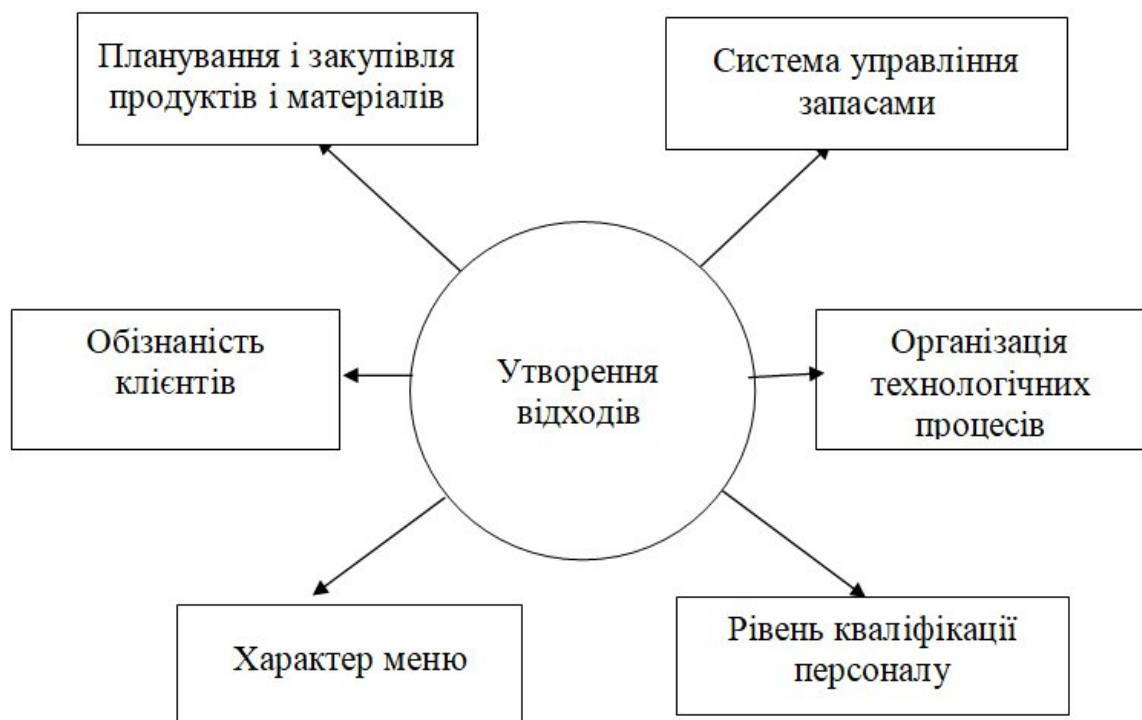 Планування і закупівля
продуктів і матеріалів
Система управління
запасами
Обізнаність
клієнтів
Утворення
відходів
Організація
технологічних
процесів
Характер меню
Рівень кваліфікації
персоналу